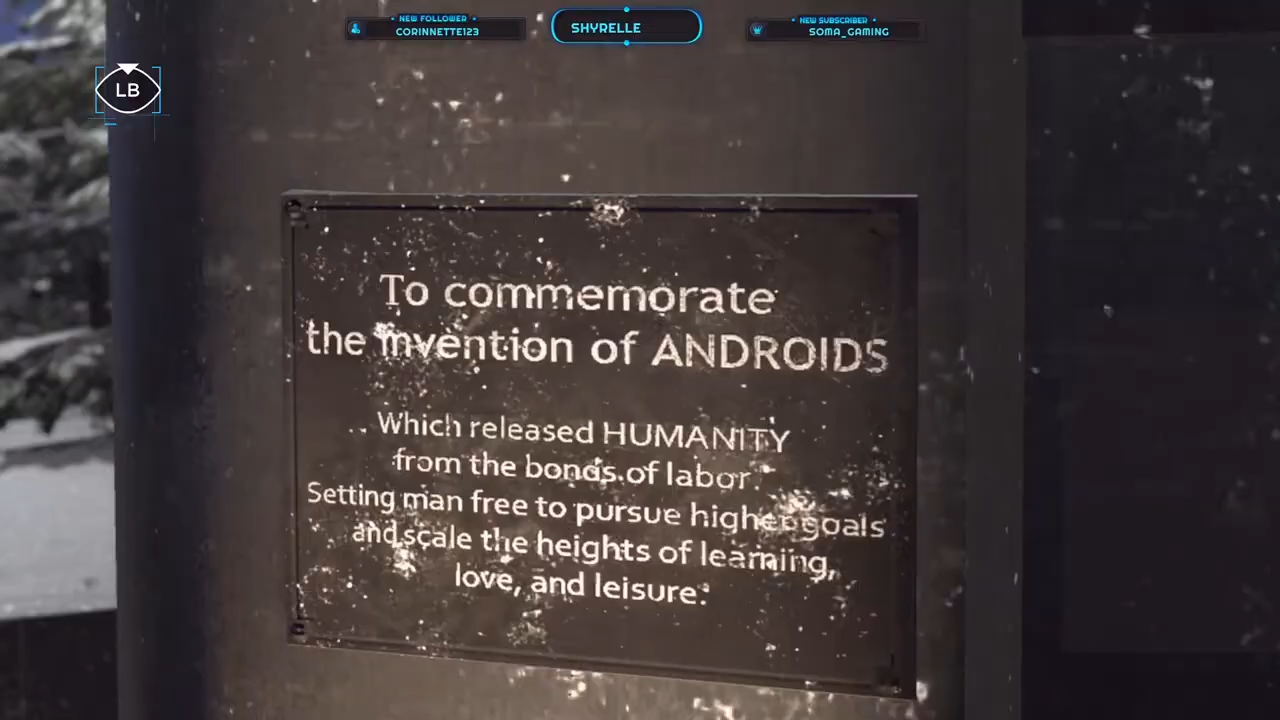 NEW FOLLOWER
CORINNETTE123
SHYRELLE
NEW SUBSCRIBER
SOMA_GAMING
LB
To commemorate
the invention of ANDROIDS
Which released HUMANITY
from the bonds of labor.
Setting man free to pursue higher goals
and scale the heights of learning,
love, and leisure.